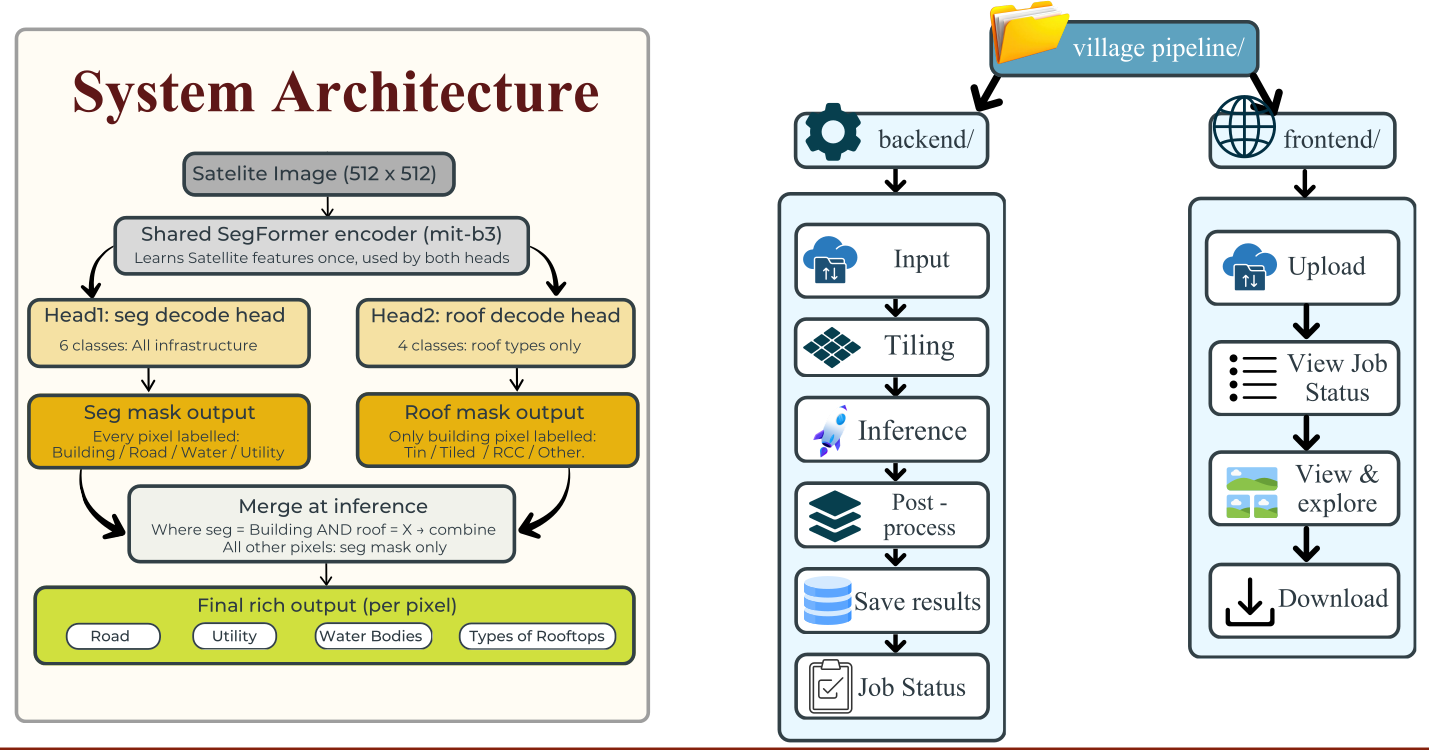 System Architecture
Satelite Image (512 x 512)
Shared SegFormer encoder (mit-b3)
Learns Satellite features once, used by both heads
Head1: seg decode head
6 classes: All infrastructure
Head2: roof decode head
4 classes: roof types only
Seg mask output
Every pixel labelled:
Building / Road / Water / Utility
Roof mask output
Only building pixel labelled:
Tin / Tiled / RCC / Other.
Merge at inference
Where seg = Building AND roof = X → combine
All other pixels: seg mask only
Final rich output (per pixel)
Road
Utility
Water Bodies
Types of Rooftops
village pipeline/
backend/
Input
Tiling
Inference
Post -
process
Save results
Job Status
frontend/
Upload
View Job
Status
View &
explore
Download